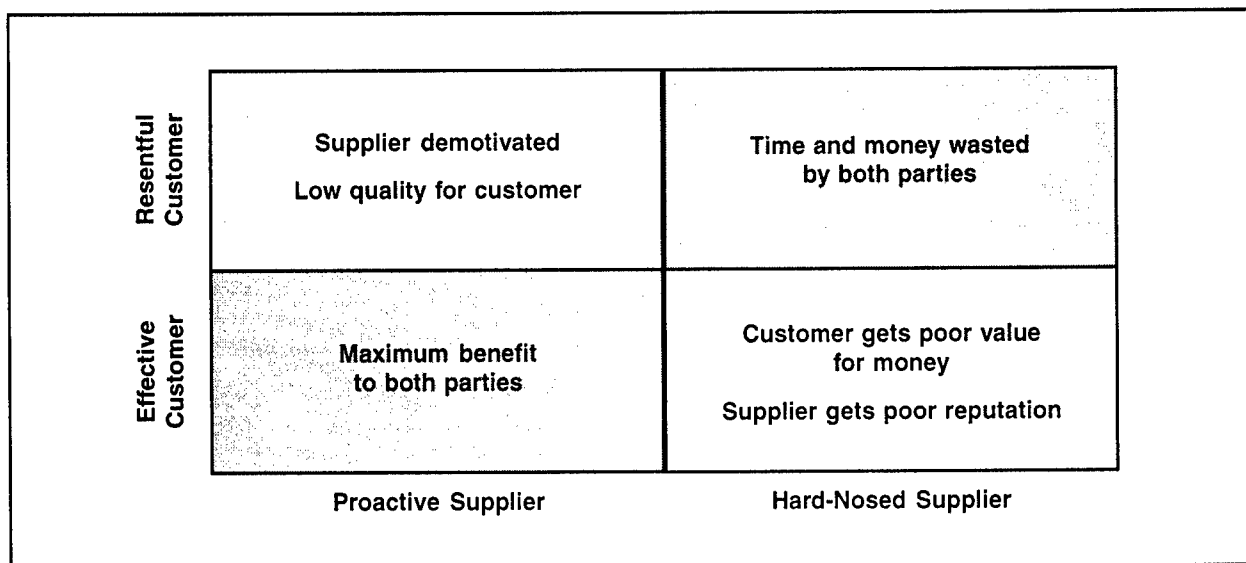 Resentful
Customer
Supplier demotivated
Low quality for customer
Time and money wasted
by both parties
Effective
Customer
Maximum benefit
to both parties
Customer gets poor value
for money
Supplier gets poor reputation
Proactive Supplier
Hard-Nosed Supplier